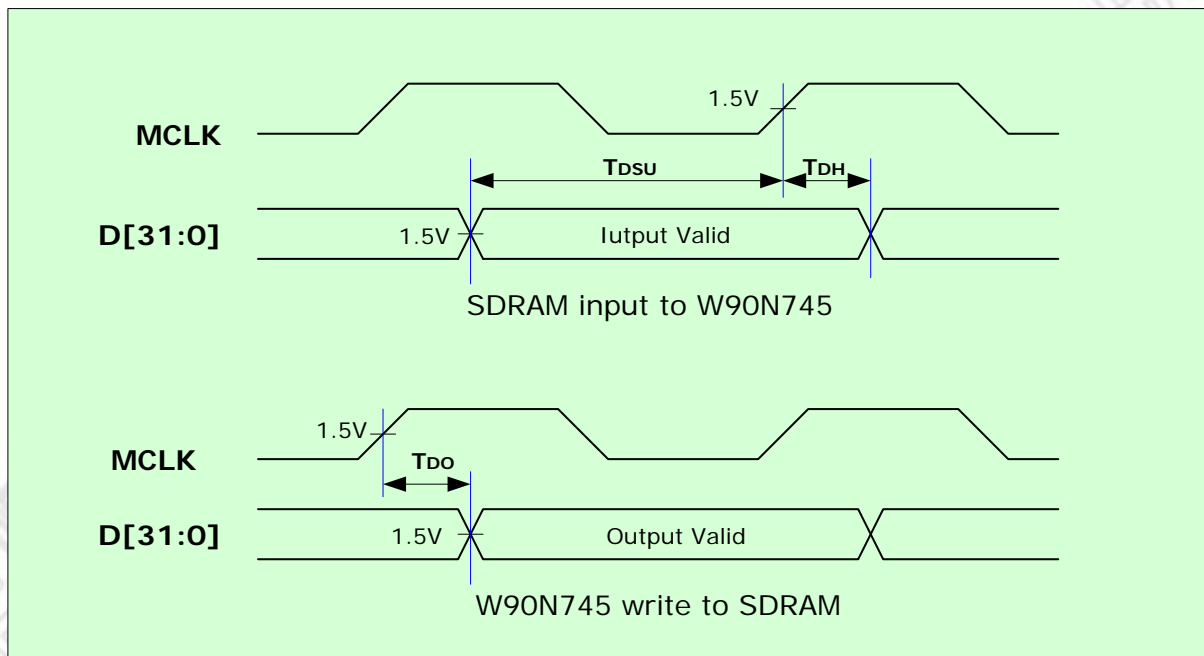 1.5V
MCLK
TDSU
TDH
D[31:0]
1.5V
Iutput Valid
SDRAM input to W90N745
1.5V
MCLK
TDO
D[31:0]
1.5V
Output Valid
W90N745 write to SDRAM